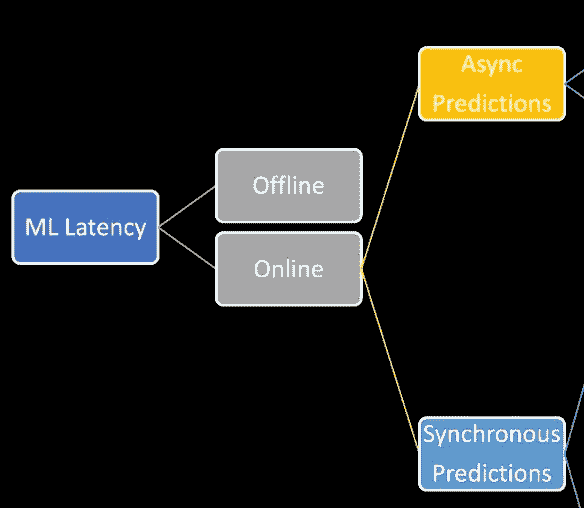 ML Latency
Offline
Online
Async
Predictions
Synchronous
Predictions